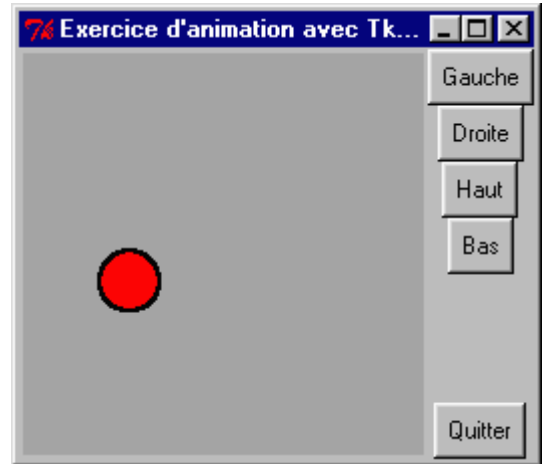 Exercice d'animation avec Tk...
Gauche
Droite
Haut
Bas
Quitter